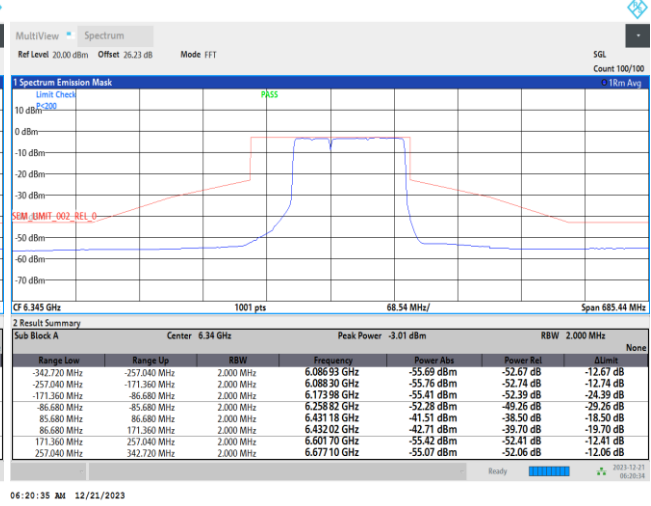 MultiView Spectrum
Ref Level 20.00 dBm Offset 26.23 dB Mode FFT SGL
Count 100/100
1 Spectrum Emission Mask 1Rm Avg
Limit Check PASS
P<200
10 dBm
0 dBm
-10 dBm
-20 dBm
-30 dBm
SEM_LIMIT_002_REL_0
-50 dBm
-60 dBm
-70 dBm
CF 6.345 GHz 1001 pts 68.54 MHz/ Span 685.44 MHz
2 Result Summary
Sub Block A Center 6.34 GHz Peak Power -3.01 dBm RBW 2.000 MHz
None
Range Low Range Up RBW Frequency Power Abs Power Rel ΔLimit
-342.720 MHz -257.040 MHz 2.000 MHz 6.086 93 GHz -55.69 dBm -52.67 dB -12.67 dB
-257.040 MHz -171.360 MHz 2.000 MHz 6.088 30 GHz -55.76 dBm -52.74 dB -12.74 dB
-171.360 MHz -86.680 MHz 2.000 MHz 6.173 98 GHz -55.41 dBm -52.39 dB -24.39 dB
-86.680 MHz -85.680 MHz 2.000 MHz 6.258 82 GHz -52.28 dBm -49.26 dB -29.26 dB
85.680 MHz 86.680 MHz 2.000 MHz 6.431 18 GHz -41.51 dBm -38.50 dB -18.50 dB
86.680 MHz 171.360 MHz 2.000 MHz 6.432 02 GHz -42.71 dBm -39.70 dB -19.70 dB
171.360 MHz 257.040 MHz 2.000 MHz 6.601 70 GHz -55.42 dBm -52.41 dB -12.41 dB
257.040 MHz 342.720 MHz 2.000 MHz 6.677 10 GHz -55.07 dBm -52.06 dB -12.06 dB
Ready 2023-12-21
06:20:34
06:20:35 AM 12/21/2023